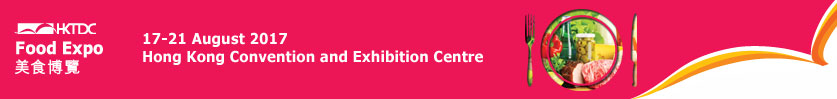 HKTDC
Food Expo
美食博覽
17-21 August 2017
Hong Kong Convention and Exhibition Centre